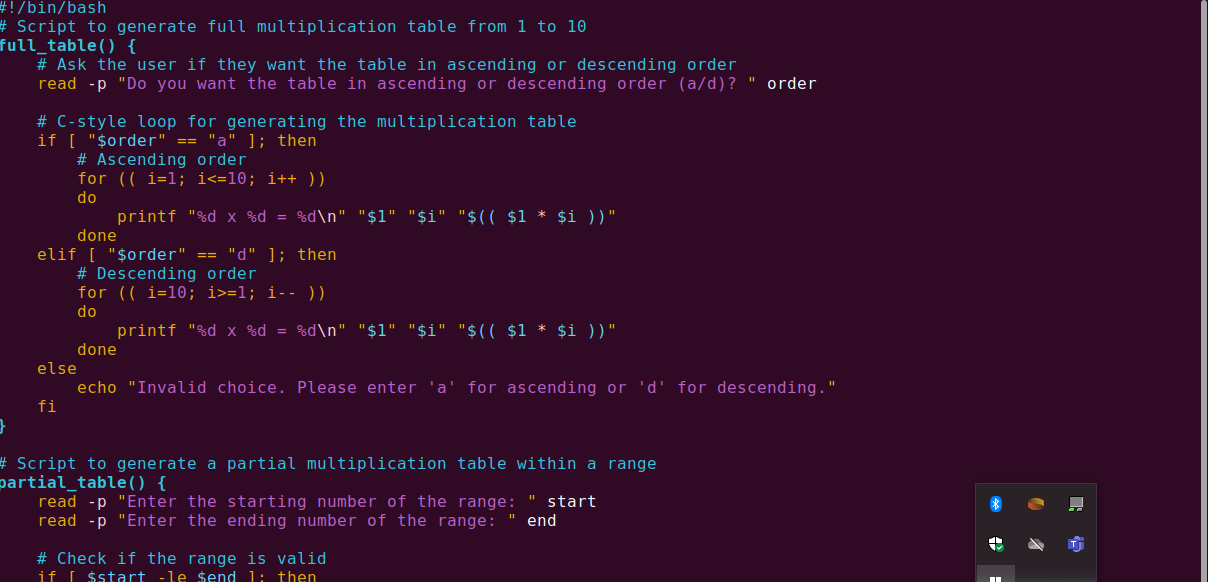 #!/bin/bash
# Script to generate full multiplication table from 1 to 10
full_table() {
    # Ask the user if they want the table in ascending or descending order
    read -p "Do you want the table in ascending or descending order (a/d)? " order

    # C-style loop for generating the multiplication table
    if [ "$order" == "a" ]; then
        # Ascending order
        for (( i=1; i<=10; i++ ))
        do
            printf "%d x %d = %d\n" "$1" "$i" "$(( $1 * $i ))"
        done
    elif [ "$order" == "d" ]; then
        # Descending order
        for (( i=10; i>=1; i-- ))
        do
            printf "%d x %d = %d\n" "$1" "$i" "$(( $1 * $i ))"
        done
    else
        echo "Invalid choice. Please enter 'a' for ascending or 'd' for descending."
    fi
}

# Script to generate a partial multiplication table within a range
partial_table() {
    read -p "Enter the starting number of the range: " start
    read -p "Enter the ending number of the range: " end

    # Check if the range is valid
    if [ $start -le $end ]; then